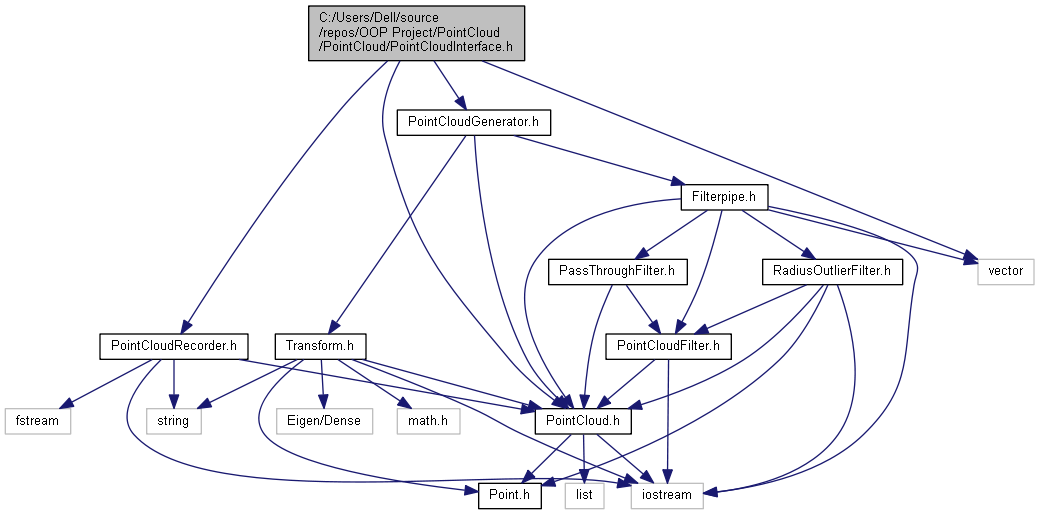 C:/Users/Dell/source
/repos/OOP Project/PointCloud
/PointCloud/PointCloudInterface.h
PointCloudGenerator.h
Filterpipe.h
PassThroughFilter.h
RadiusOutlierFilter.h
vector
PointCloudRecorder.h
Transform.h
PointCloudFilter.h
fstream
string
Eigen/Dense
math.h
PointCloud.h
Point.h
list
iostream